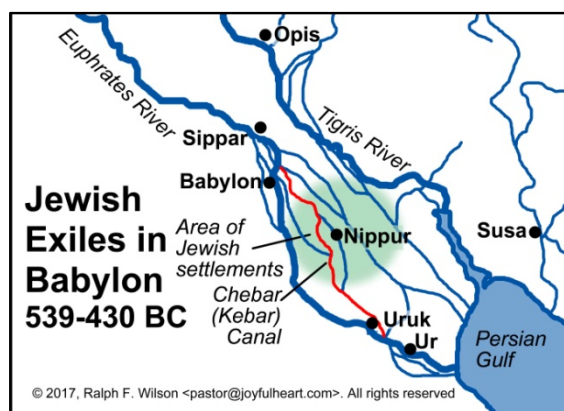 Opis
Euphrates River
Tigris River
Sippar
Babylon
Jewish
Exiles in
Babylon
539-430 BC
Area of
Jewish
settlements
Nippur
Susa
Chebar
(Kebar)
Canal
Uruk
Ur
Persian
Gulf
© 2017, Ralph F. Wilson <pastor@joyfulheart.com>. All rights reserved